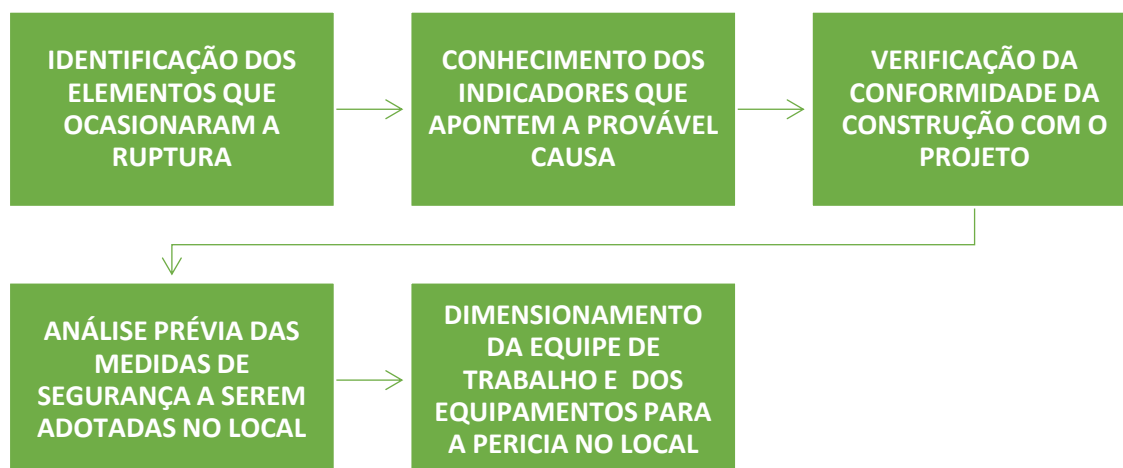 IDENTIFICAÇÃO DOS
ELEMENTOS QUE
OCASIONARAM A
RUPTURA
CONHECIMENTO DOS
INDICADORES QUE
APONTEM A PROVÁVEL
CAUSA
VERIFICAÇÃO DA
CONFORMIDADE DA
CONSTRUÇÃO COM O
PROJETO
ANÁLISE PRÉVIA DAS
MEDIDAS DE
SEGURANÇA A SEREM
ADOTADAS NO LOCAL
DIMENSIONAMENTO
DA EQUIPE DE
TRABALHO E DOS
EQUIPAMENTOS PARA
A PERICIA NO LOCAL